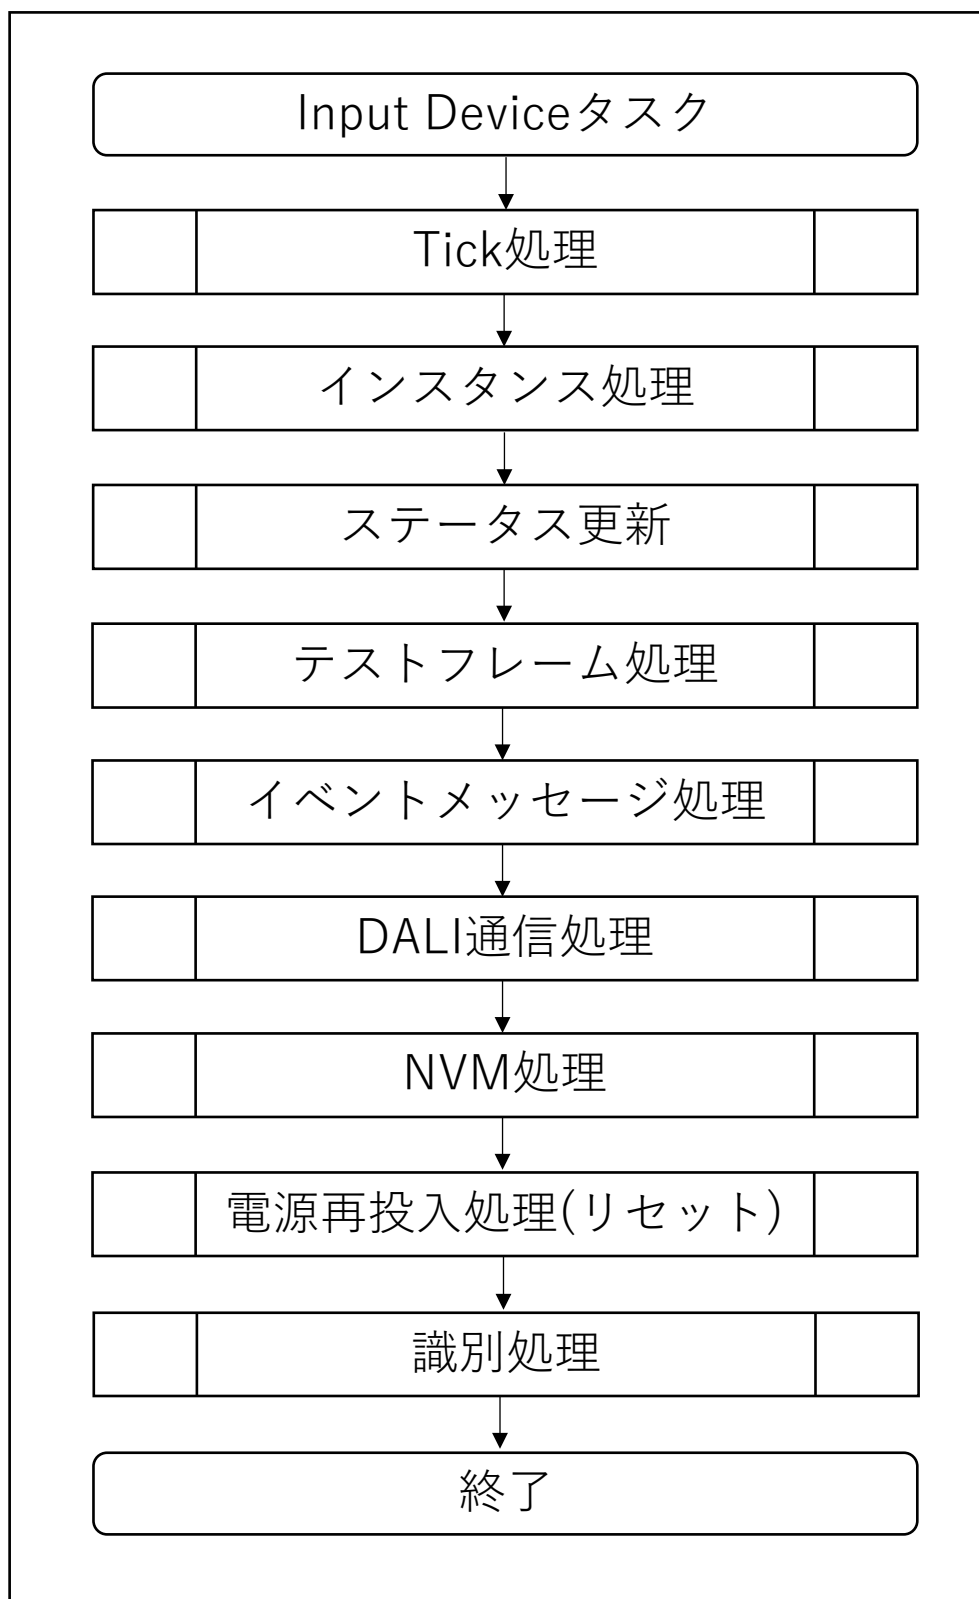 Input Deviceタスク
Tick処理
インスタンス処理
ステータス更新
テストフレーム処理
イベントメッセージ処理
DALI通信処理
NVM処理
電源再投入処理(リセット)
識別処理
終了